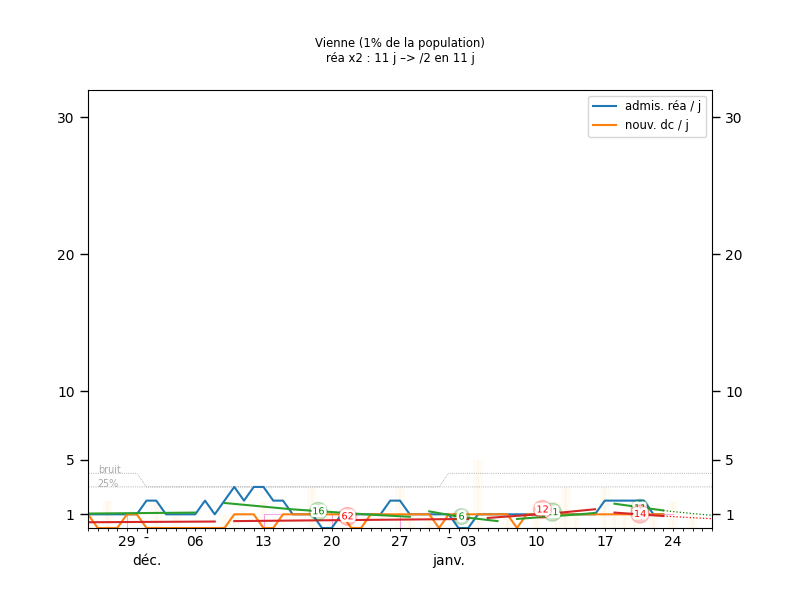 Vienne (1% de la population)
réa x2 : 11 j –> /2 en 11 j
admis. réa / j
nouv. dc / j
30 30
20 20
10 10
5 5
bruit
25%
16 62 6 12 14
1 1
29 - 06 13 20 27 - 03 10 17 24
déc. janv.